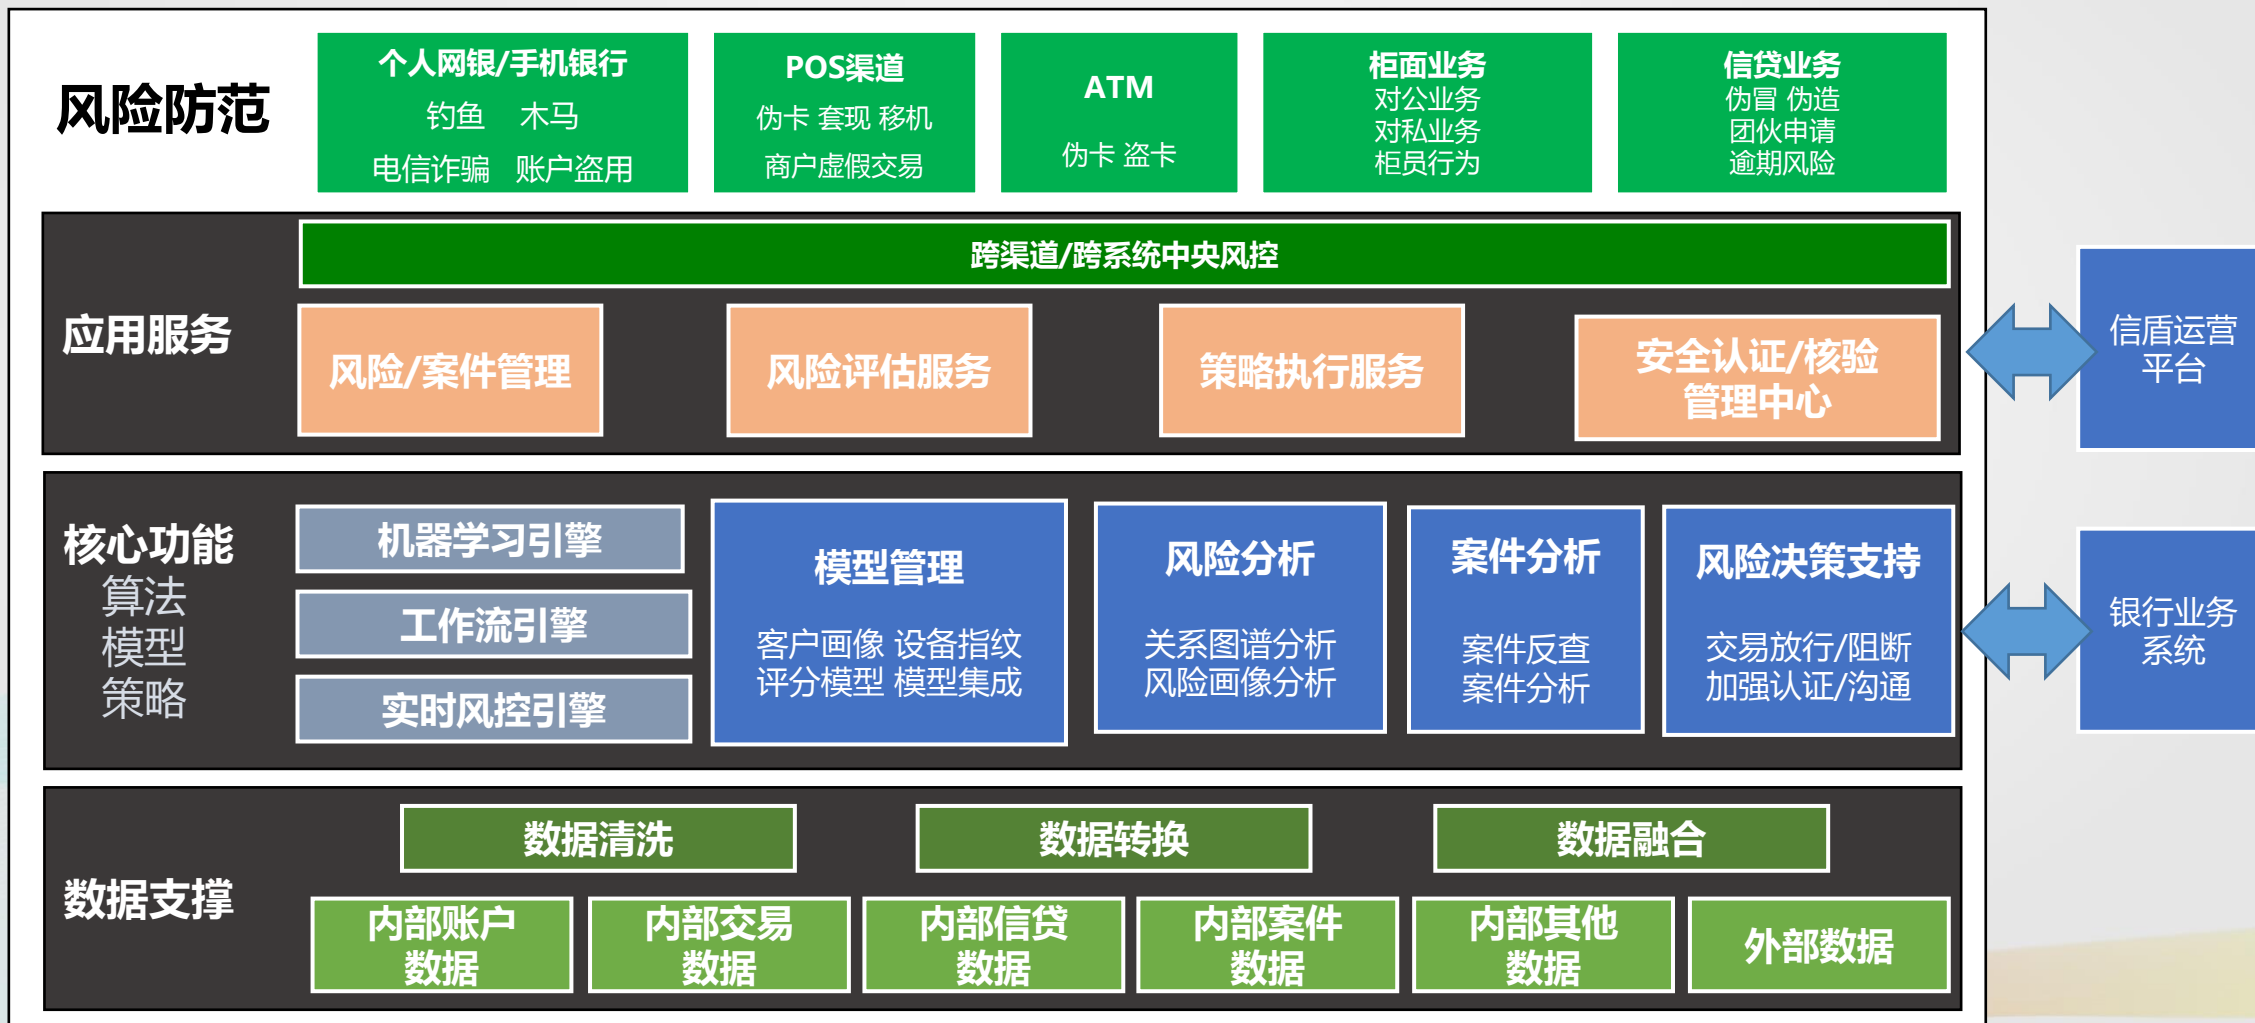 风险防范
个人网银/手机银行
钓鱼 木马
电信诈骗 账户盗用
POS渠道
伪卡 套现 移机
商户虚假交易
ATM
伪卡 盗卡
柜面业务
对公业务
对私业务
柜员行为
信贷业务
伪冒 伪造
团伙申请
逾期风险
应用服务
跨渠道/跨系统中央风控
风险/案件管理
风险评估服务
策略执行服务
安全认证/核验
管理中心
信盾运营
平台
核心功能
算法
模型
策略
机器学习引擎
工作流引擎
实时风控引擎
模型管理
客户画像 设备指纹
评分模型 模型集成
风险分析
关系图谱分析
风险画像分析
案件分析
案件反查
案件分析
风险决策支持
交易放行/阻断
加强认证/沟通
银行业务
系统
数据支撑
数据清洗
数据转换
数据融合
内部账户
数据
内部交易
数据
内部信贷
数据
内部案件
数据
内部其他
数据
外部数据